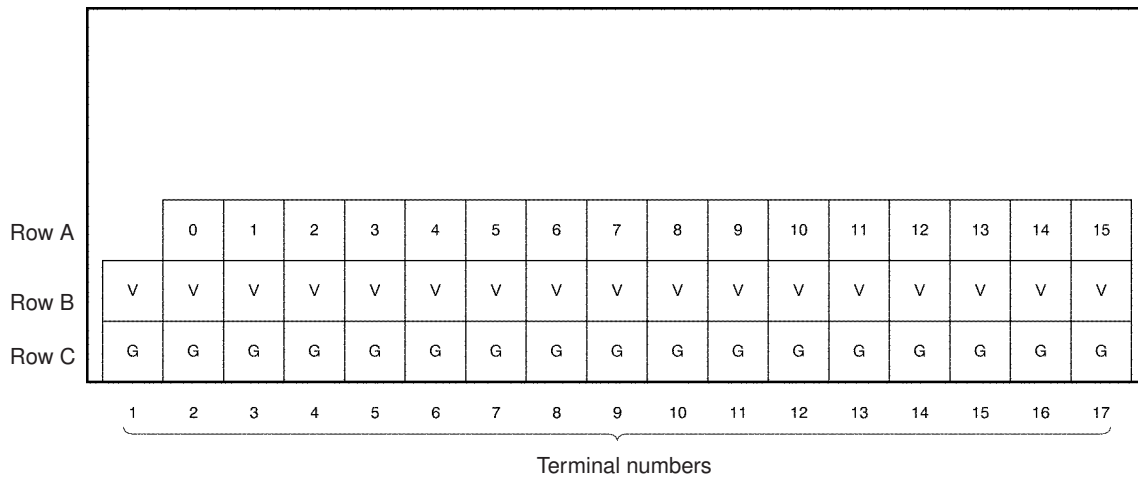 Row A 0 1 2 3 4 5 6 7 8 9 10 11 12 13 14 15
Row B V V V V V V V V V V V V V V V V V
Row C G G G G G G G G G G G G G G G G G
1 2 3 4 5 6 7 8 9 10 11 12 13 14 15 16 17
Terminal numbers